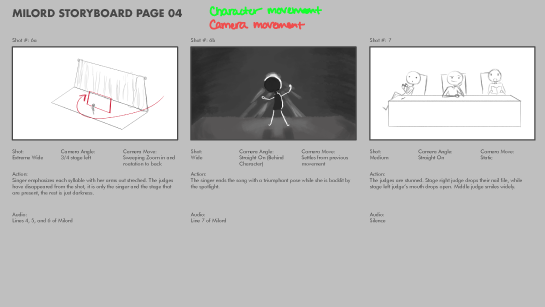 MILORD STORYBOARD PAGE 04
Character movement
Camera movement
Shot #: 6a
Shot #: 6b
Shot #: 7
Shot:
Extreme Wide
Camera Angle:
3/4 stage left
Camera Move:
Sweeping Zoom in and
rotation to back
Shot:
Wide
Camera Angle:
Straight On (Behind
Character)
Camera Move:
Settles from previous
movement
Shot:
Medium
Camera Angle:
Straight On
Camera Move:
Static
Action:
Singer emphasizes each syllable with her arms outstretched. The judges
have disappeared from the shot, it is only the singer and the stage that
are present, the rest is just darkness.
Action:
The singer ends the song with a triumphant pose while she is backlit by
the spotlight.
Action:
The judges are stunned. Stage right judge drops their nail file, while
stage left judge's mouth drops open. Middle judge smiles widely.
Audio:
Lines 4, 5, and 6 of Milord
Audio:
Line 7 of Milord
Audio:
Silence